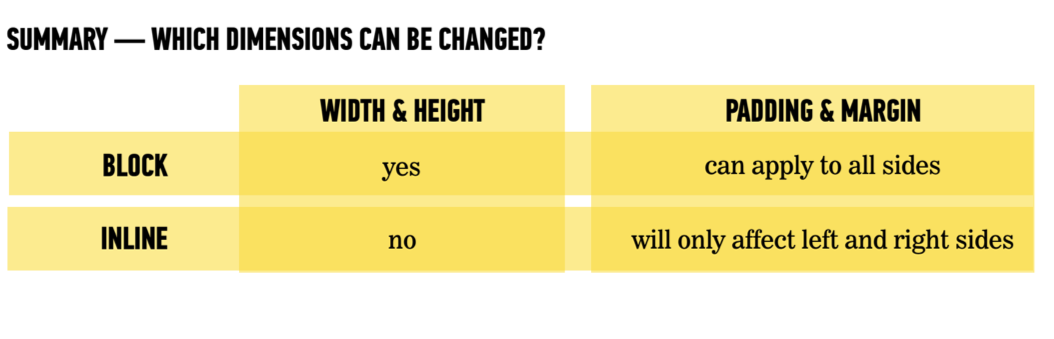 SUMMARY — WHICH DIMENSIONS CAN BE CHANGED?
WIDTH & HEIGHT PADDING & MARGIN
BLOCK yes can apply to all sides
INLINE no will only affect left and right sides